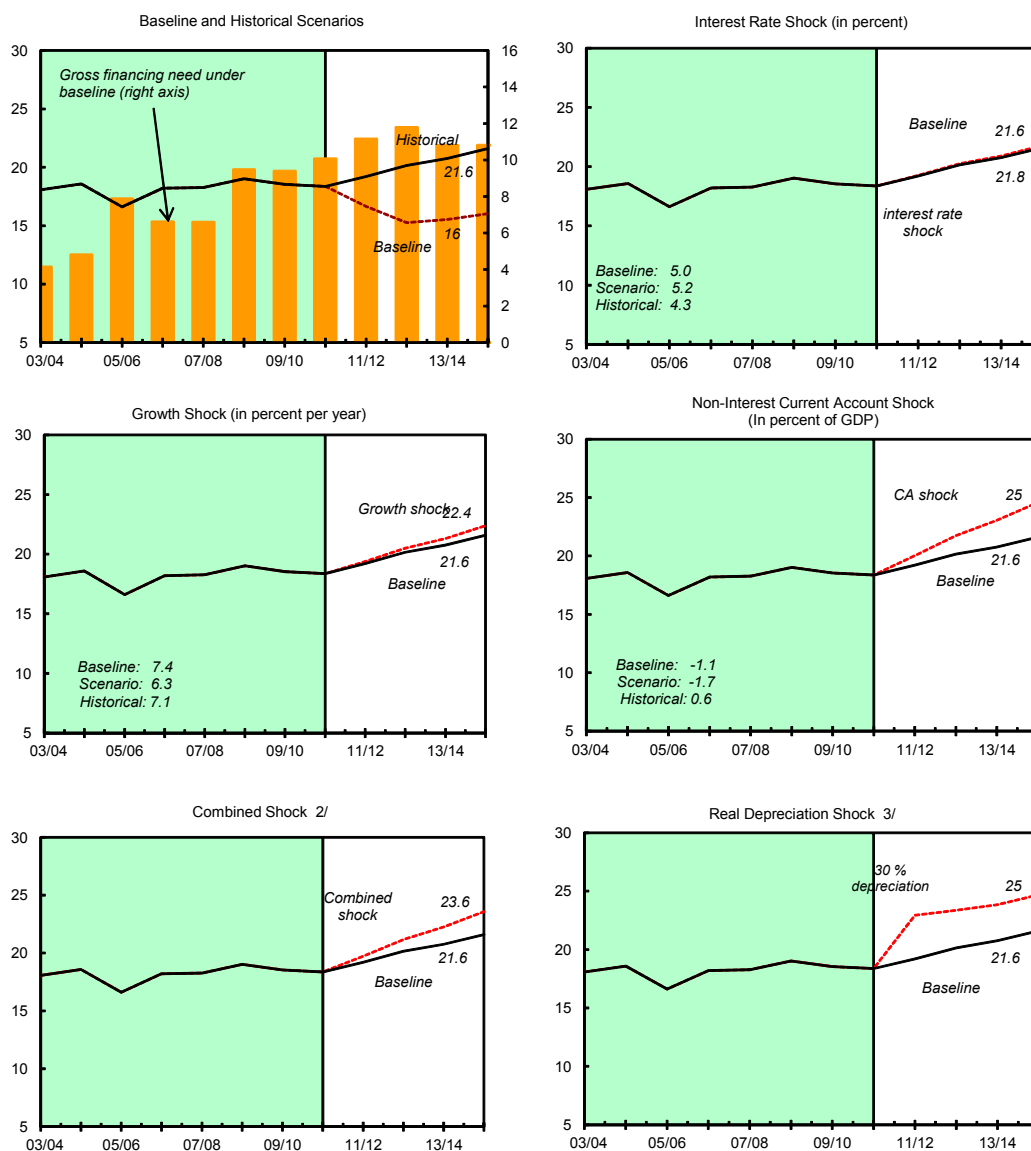 Baseline and Historical Scenarios
30
25
20
15
10
5
16
14
12
10
8
6
4
2
0
Gross financing need under
baseline (right axis)
Historical
21.6
16
Baseline
03/04 05/06 07/08 09/10 11/12 13/14
Interest Rate Shock (in percent)
30
25
20
15
10
5
Baseline
21.6
21.8
interest rate
shock
Baseline: 5.0
Scenario: 5.2
Historical: 4.3
03/04 05/06 07/08 09/10 11/12 13/14
Growth Shock (in percent per year)
30
25
20
15
10
5
Growth shock
22.4
21.6
Baseline
Baseline: 7.4
Scenario: 6.3
Historical: 7.1
03/04 05/06 07/08 09/10 11/12 13/14
Non-Interest Current Account Shock
(In percent of GDP)
30
25
20
15
10
5
CA shock
25
21.6
Baseline
Baseline: -1.1
Scenario: -1.7
Historical: 0.6
03/04 05/06 07/08 09/10 11/12 13/14
Combined Shock 2/
30
25
20
15
10
5
Combined
shock
23.6
21.6
Baseline
03/04 05/06 07/08 09/10 11/12 13/14
Real Depreciation Shock 3/
30
25
20
15
10
5
30 %
depreciation
25
21.6
Baseline
03/04 05/06 07/08 09/10 11/12 13/14